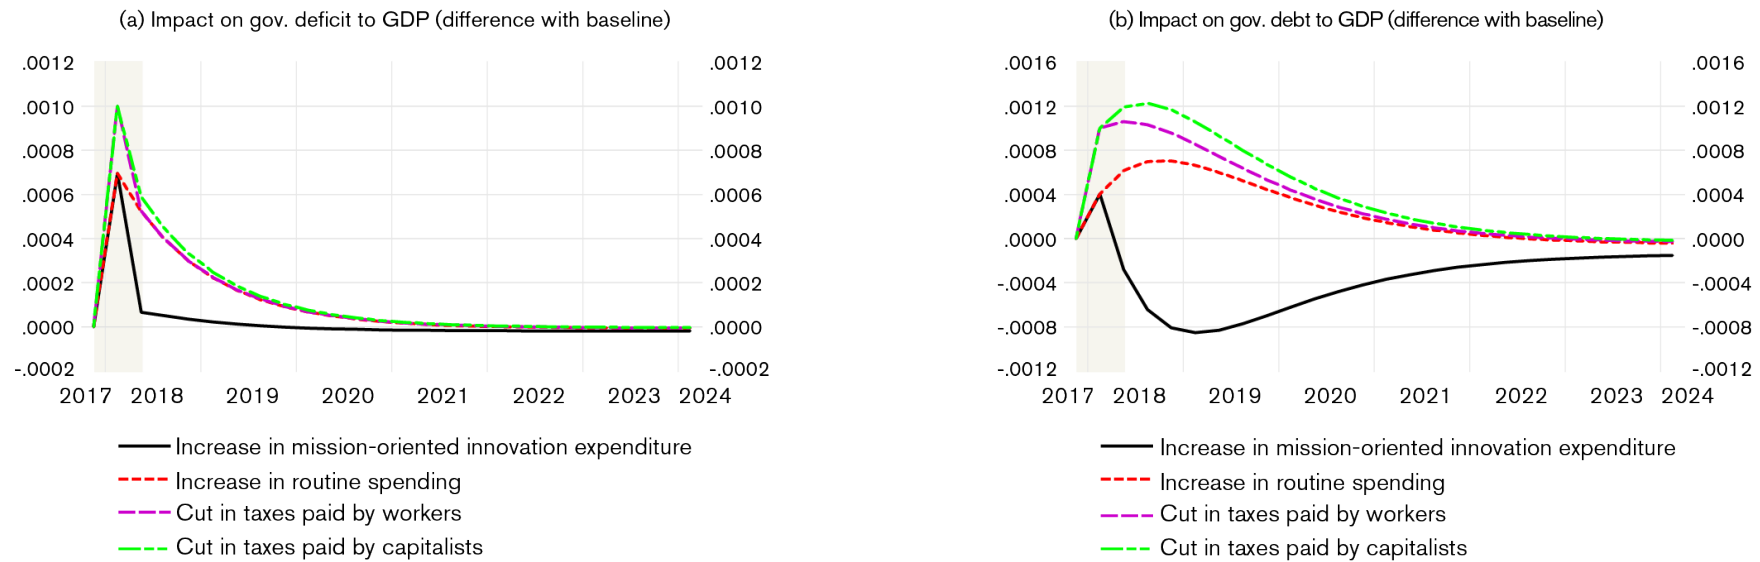 (a) Impact on gov. deficit to GDP (difference with baseline)
.0012 .0012
.0010 .0010
.0008 .0008
.0006 .0006
.0004 .0004
.0002 .0002
.0000 .0000
-.0002 -.0002
2017 2018 2019 2020 2021 2022 2023 2024
Increase in mission-oriented innovation expenditure
Increase in routine spending
Cut in taxes paid by workers
Cut in taxes paid by capitalists
(b) Impact on gov. debt to GDP (difference with baseline)
.0016 .0016
.0012 .0012
.0008 .0008
.0004 .0004
.0000 .0000
-.0004 -.0004
-.0008 -.0008
-.0012 -.0012
2017 2018 2019 2020 2021 2022 2023 2024
Increase in mission-oriented innovation expenditure
Increase in routine spending
Cut in taxes paid by workers
Cut in taxes paid by capitalists